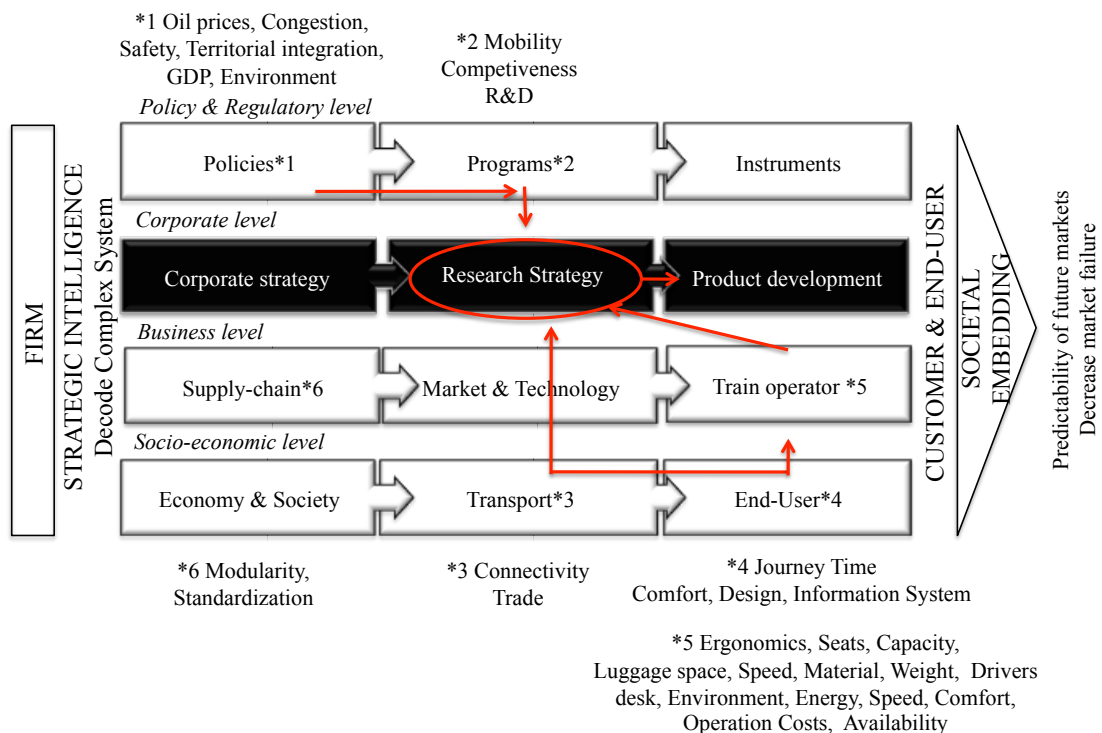 *1 Oil prices, Congestion,
Safety, Territorial integration,
GDP, Environment
*2 Mobility
Competiveness
R&D
Policy & Regulatory level
Policies*1
Programs*2
Instruments
Corporate level
Corporate strategy
Research Strategy
Product development
Business level
Supply-chain*6
Market & Technology
Train operator *5
Socio-economic level
Economy & Society
Transport*3
End-User*4
FIRM
STRATEGIC INTELLIGENCE
Decode Complex System
CUSTOMER & END-USER
SOCIETAL
EMBEDDING
Predictability of future markets
Decrease market failure
*6 Modularity,
Standardization
*3 Connectivity
Trade
*4 Journey Time
Comfort, Design, Information System
*5 Ergonomics, Seats, Capacity,
Luggage space, Speed, Material, Weight, Drivers
desk, Environment, Energy, Speed, Comfort,
Operation Costs, Availability